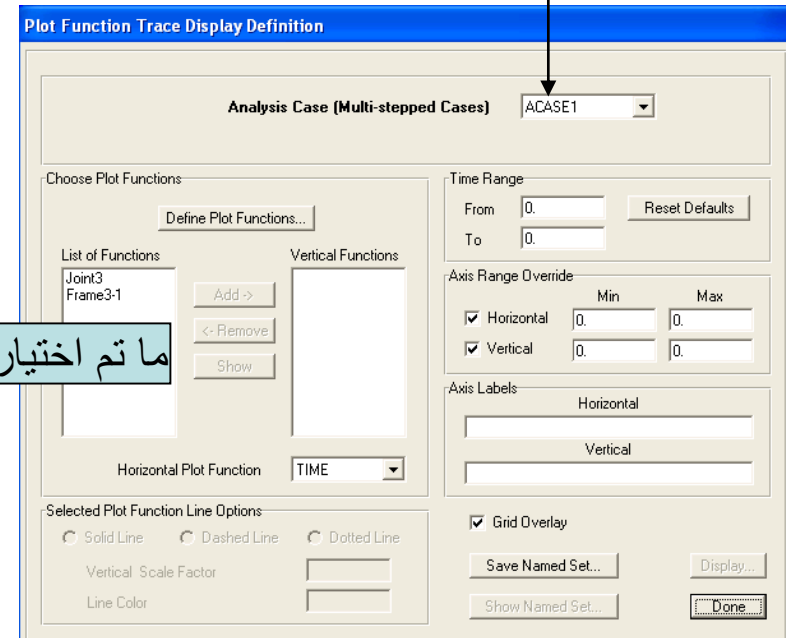 Plot Function Trace Display Definition
Analysis Case (Multi-stepped Cases)
ACASE1
Choose Plot Functions
Define Plot Functions...
List of Functions
Vertical Functions
Joint3
Frame3-1
Add ->
<- Remove
Show
ما تم اختيار
Horizontal Plot Function
TIME
Selected Plot Function Line Options
Solid Line
Dashed Line
Dotted Line
Vertical Scale Factor
Line Color
Time Range
From
0.
Reset Defaults
To
0.
Axis Range Override
Min
Max
Horizontal
0.
0.
Vertical
0.
0.
Axis Labels
Horizontal
Vertical
Grid Overlay
Save Named Set...
Display...
Show Named Set...
Done